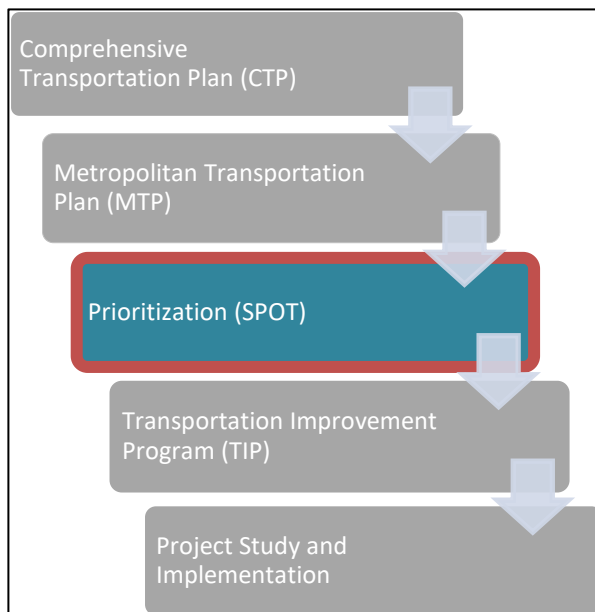 Comprehensive
Transportation Plan (CTP)
Metropolitan Transportation
Plan (MTP)
Prioritization (SPOT)
Transportation Improvement
Program (TIP)
Project Study and
Implementation